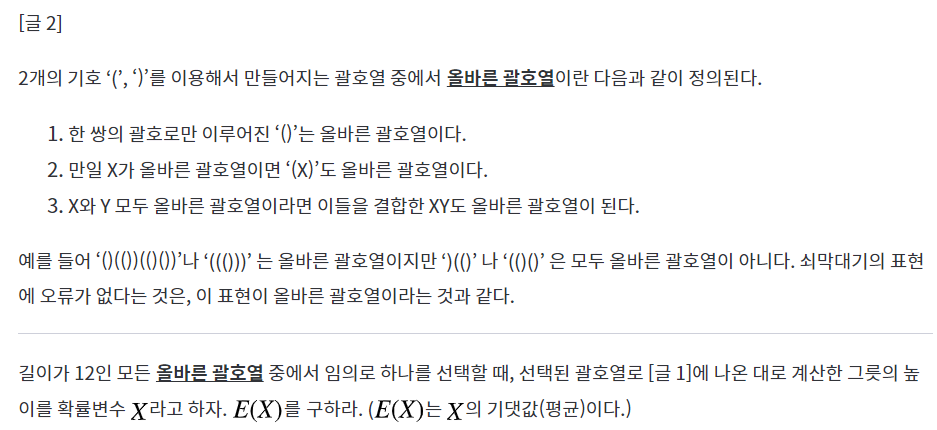 [글 2]
2개의 기호 ‘(’, ‘)’를 이용해서 만들어지는 괄호열 중에서 올바른 괄호열이란 다음과 같이 정의된다.
1. 한 쌍의 괄호로만 이루어진 ‘()’는 올바른 괄호열이다.
2. 만일 X가 올바른 괄호열이면 ‘(X)’도 올바른 괄호열이다.
3. X와 Y 모두 올바른 괄호열이라면 이들을 결합한 XY도 올바른 괄호열이 된다.
예를 들어 ‘()(())(()())’나 ‘((()))’ 는 올바른 괄호열이지만 ‘)(()’ 나 ‘(()()’ 은 모두 올바른 괄호열이 아니다. 쇠막대기의 표현
에 오류가 없다는 것은, 이 표현이 올바른 괄호열이라는 것과 같다.
길이가 12인 모든 올바른 괄호열 중에서 임의로 하나를 선택할 때, 선택된 괄호열로 [글 1]에 나온 대로 계산한 그릇의 높
이를 확률변수 X라고 하자. E(X)를 구하라. (E(X)는 X의 기댓값(평균)이다.)